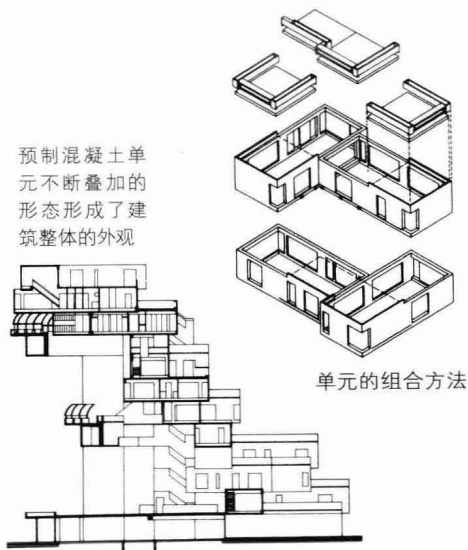 预制混凝土单
元不断叠加的
形态形成了建
筑整体的外观
单元的组合方法